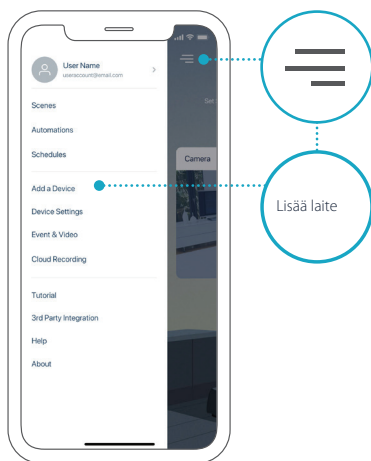 User Name
useraccount@email.com
Scenes
Automations
Schedules
Add a Device
Device Settings
Event & Video
Cloud Recording
Tutorial
3rd Party Integration
Help
About
Set
Camera
Lisää laite